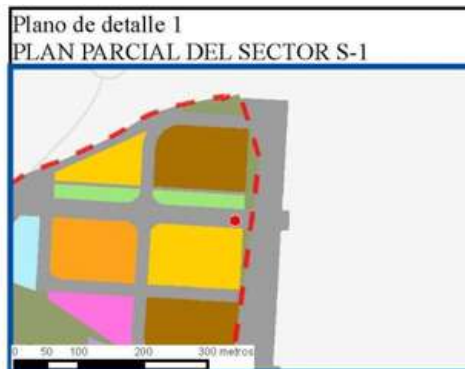 Plano de detalle 1
PLAN PARCIAL DEL SECTOR S-1
0 50 100 200 300 metros